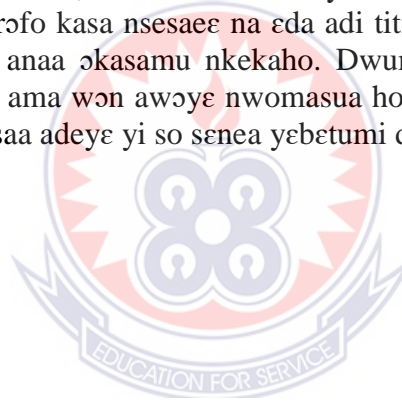 rɔfo kasa nsesaeɛ na ɛda adi tit
anaa ɔkasamu nkekaho. Dwur
ama wɔn awɔyɛ nwomasua ho
saa adeyɛ yi so sɛnea yɛbɛtumi
EDUCATION FOR SERVICE